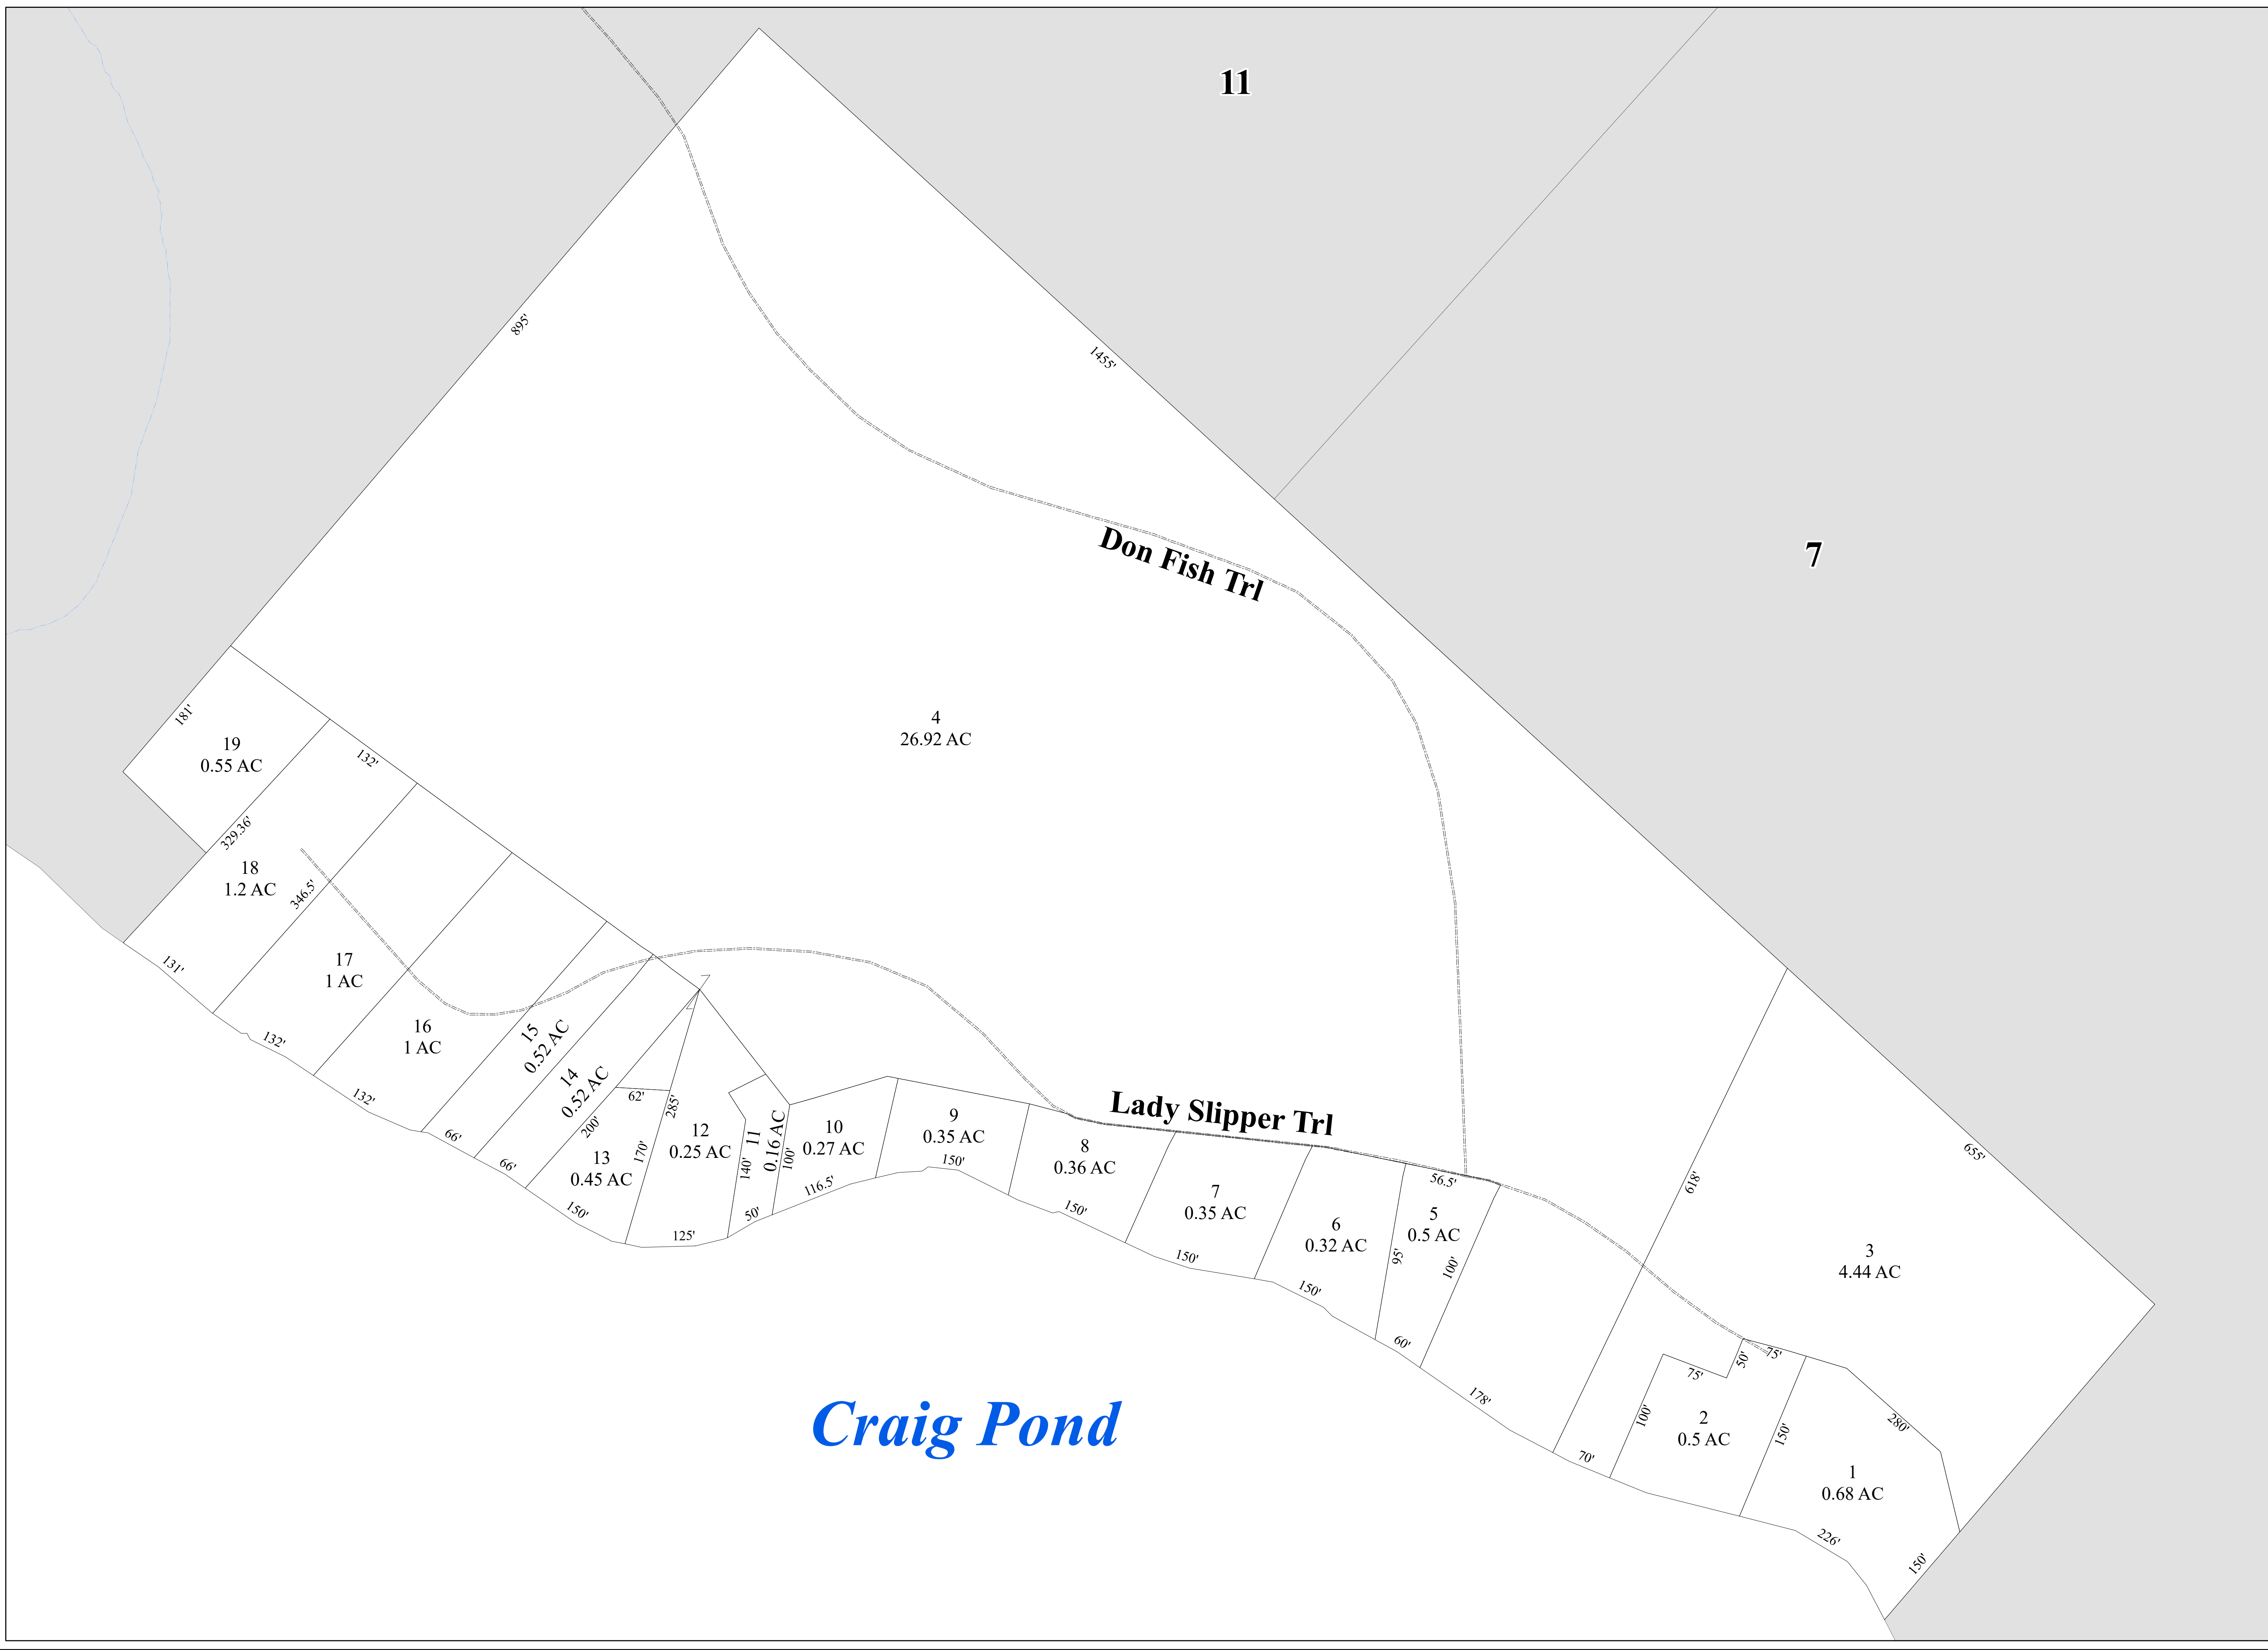 11
7
895'
1455'
Don Fish Trl
4
26.92 AC
181'
19
0.55 AC
132'
329.36'
18
1.2 AC
346.5'
131'
17
1 AC
132'
16
1 AC
132'
15
0.52 AC
66'
14
0.52 AC
66'
62'
200'
285'
170'
13
0.45 AC
150'
12
0.25 AC
125'
140'
11
0.16 AC
100'
50'
10
0.27 AC
116.5'
9
0.35 AC
150'
Lady Slipper Trl
8
0.36 AC
150'
7
0.35 AC
150'
6
0.32 AC
150'
56.5'
5
0.5 AC
95'
100'
60'
178'
618'
655'
3
4.44 AC
70'
75'
50'
75'
100'
2
0.5 AC
150'
280'
1
0.68 AC
226'
150'
Craig Pond